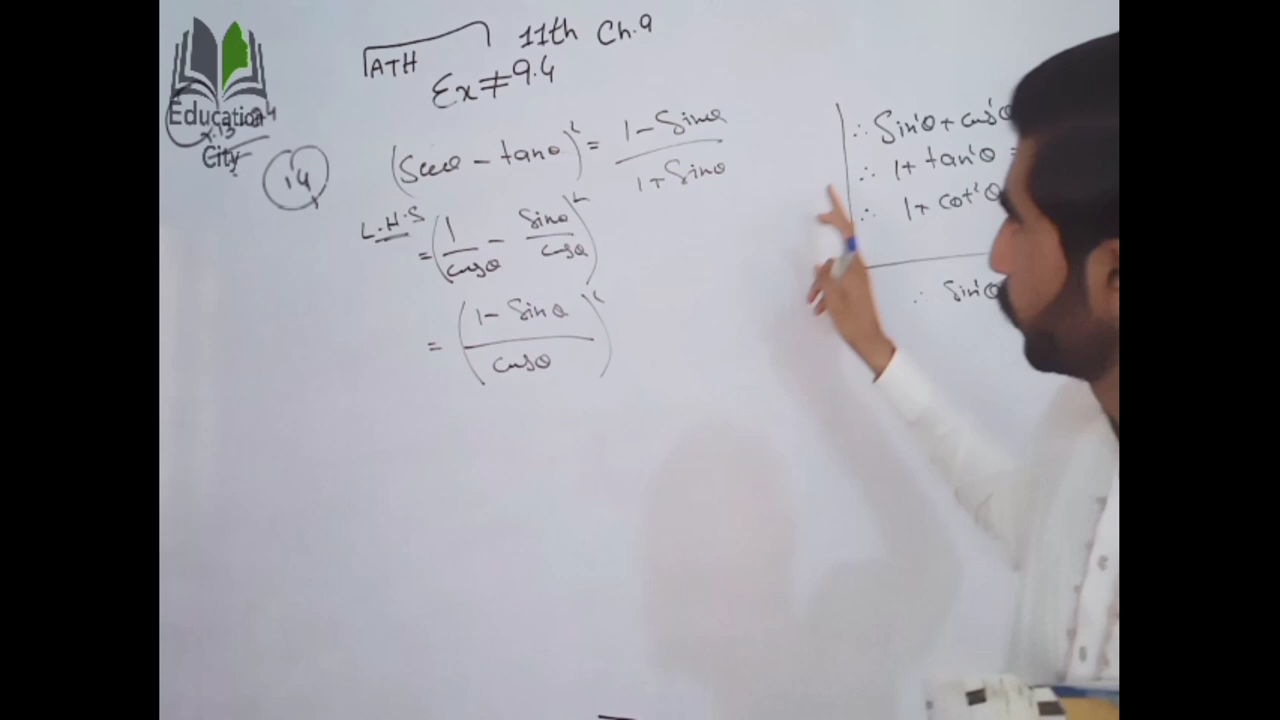 Education
City
MATH 11th Ch.9
Ex≠9.4
14 (Secθ - tanθ)² = 1 - Sinθ / 1 + Sinθ
L.H.S
= (1/cosθ - Sinθ/cosθ)²
= (1 - Sinθ / cosθ)²
∴ Sin²θ + cos²θ
∴ 1 + tan²θ =
∴ 1 + cot²θ
∴ Sin²θ